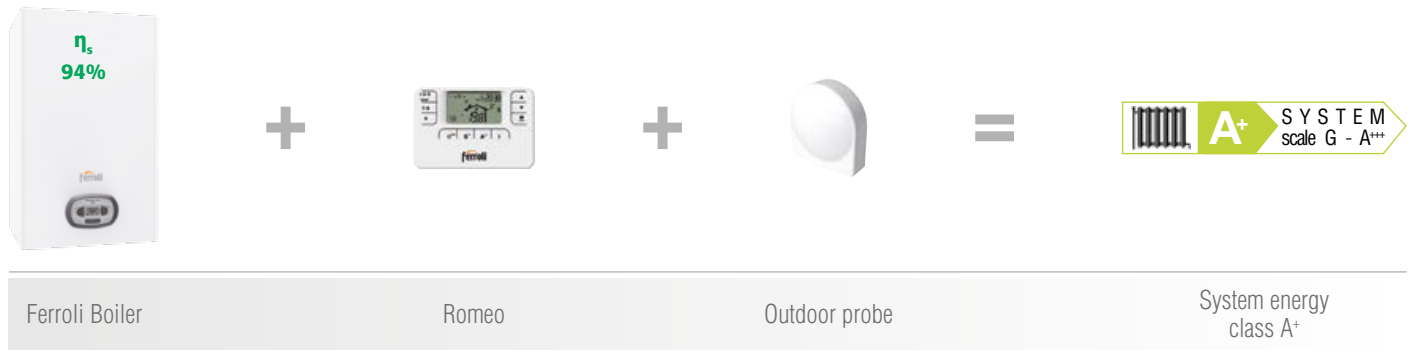 ηs
94%
ferroli
ferroli
A+
SYSTEM
scale G - A+++
Ferroli Boiler
Romeo
Outdoor probe
System energy
class A+